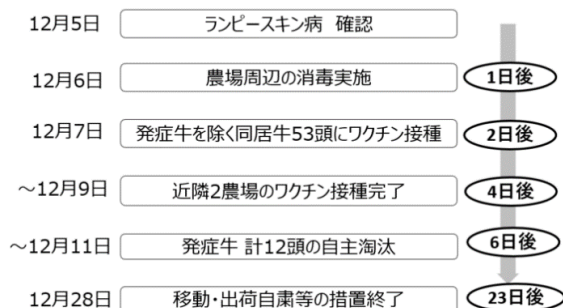 12月5日 ランピースキン病 確認
12月6日 農場周辺の消毒実施 1日後
12月7日 発症牛を除く同居牛53頭にワクチン接種 2日後
～12月9日 近隣2農場のワクチン接種完了 4日後
～12月11日 発症牛 計12頭の自主淘汰 6日後
12月28日 移動・出荷自粛等の措置終了 23日後